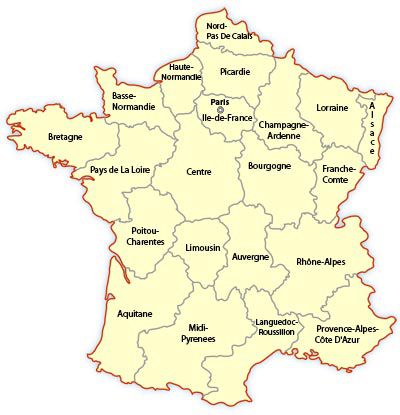 Nord-
Pas De Calais
Haute-
Normandie
Picardie
Basse-
Normandie
Paris
Ile-de-France
Champagne-
Ardenne
Lorraine
Alsace
Bretagne
Pays de La Loire
Centre
Bourgogne
Franche-
Comte
Poitou-
Charentes
Limousin
Auvergne
Rhône-Alpes
Aquitane
Midi-
Pyrenees
Languedoc-
Roussillon
Provence-Alpes-
Côte D'Azur